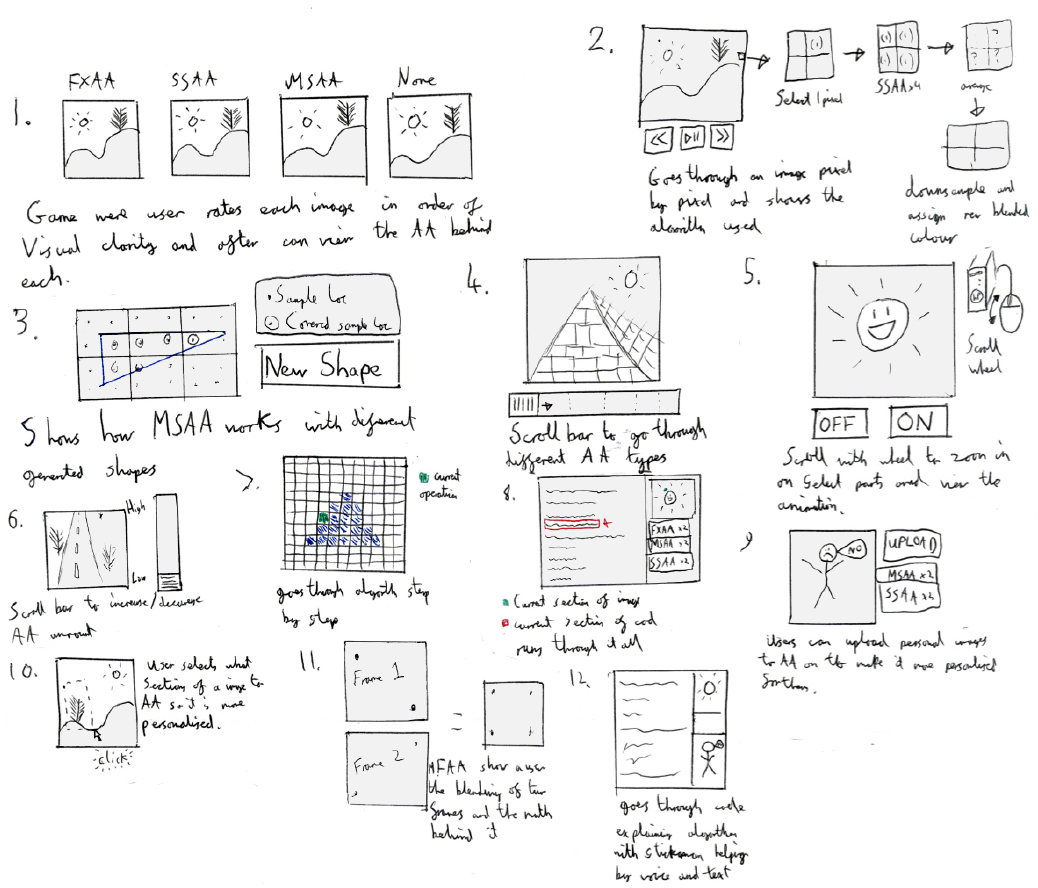 1.
FXAA SSAA MSAA None
Game were user rates each image in order of
Visual clarity and after can view the AA behind
each.
2.
Select 1 pixel
SSAA x4
average
downsample and
assign new blended
colour
<< ▷|| >>
Goes through an image pixel
by pixel and shows the
algorithm used
3.
• Sample Loc
Covered sample loc
New Shape
Shows how MSAA works with different
generated shapes
4.
Scroll bar to go through
different AA types
5.
Scroll
wheel
OFF ON
Scroll with wheel to zoom in
on select parts and view the
animation.
6.
High
Low
Scroll bar to increase/decrease
AA amount
7.
current
operation
goes through algorithm step
by step
8.
FXAA x2
MSAA x2
SSAA x2
Current section of image
current section of code
runs through it all
9
NO
UPLOAD
MSAA x2
SSAA x2
Users can upload personal images
to AA on to make it more personalised
for them.
10.
User selects what
Section of a image to
AA so it is more
personalised.
click
11.
Frame 1
=
Frame 2
show user
the blending of two
frames and the math
behind it
12.
goes through code
explaining algorithm
with stickman helping
by voice and text